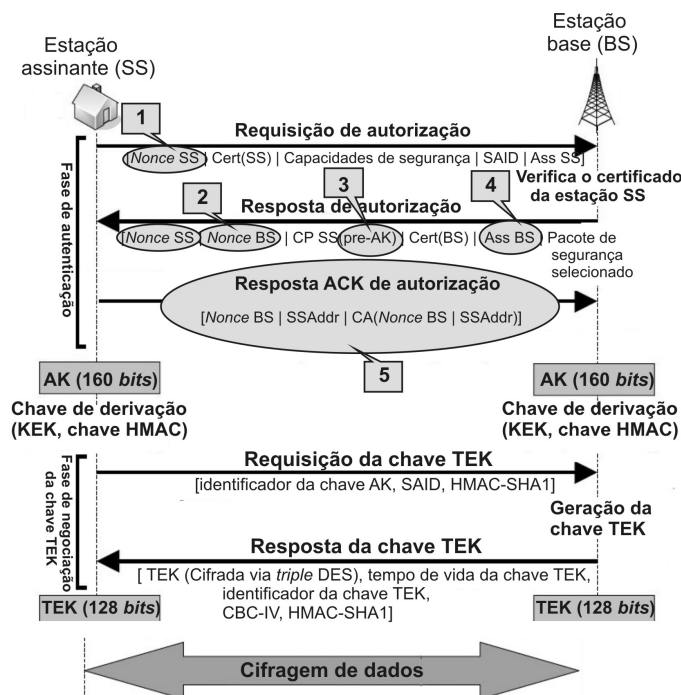 Estação
assinante (SS)
Estação
base (BS)
1
Requisição de autorização
[Nonce SS | Cert(SS) | Capacidades de segurança | SAID | Ass SS]
Verifica o certificado
da estação SS
2
3
4
Resposta de autorização
[Nonce SS | Nonce BS | CP SS(pre-AK) | Cert(BS) | Ass BS]
Pacote de
segurança
selecionado
Fase de autenticação
Resposta ACK de autorização
[Nonce BS | SSAddr | CA(Nonce BS | SSAddr)]
5
AK (160 bits)
AK (160 bits)
Chave de derivação
(KEK, chave HMAC)
Chave de derivação
(KEK, chave HMAC)
Fase de negociação
da chave TEK
Requisição da chave TEK
[identificador da chave AK, SAID, HMAC-SHA1]
Geração da
chave TEK
Resposta da chave TEK
[ TEK (Cifrada via triple DES), tempo de vida da chave TEK,
identificador da chave TEK,
CBC-IV, HMAC-SHA1]
TEK (128 bits)
TEK (128 bits)
Cifragem de dados